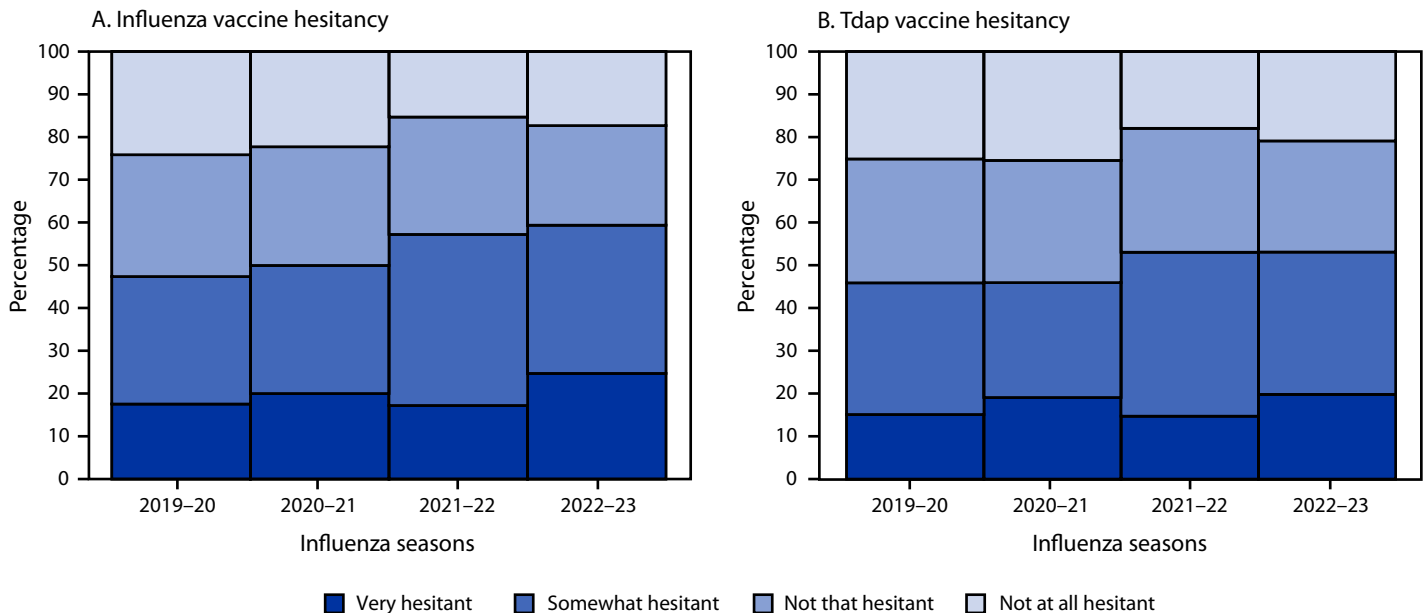 A. Influenza vaccine hesitancy
100
90
80
70
60
50
40
30
20
10
0
Percentage
2019–20 2020–21 2021–22 2022–23
Influenza seasons
B. Tdap vaccine hesitancy
100
90
80
70
60
50
40
30
20
10
0
Percentage
2019–20 2020–21 2021–22 2022–23
Influenza seasons
Very hesitant Somewhat hesitant Not that hesitant Not at all hesitant